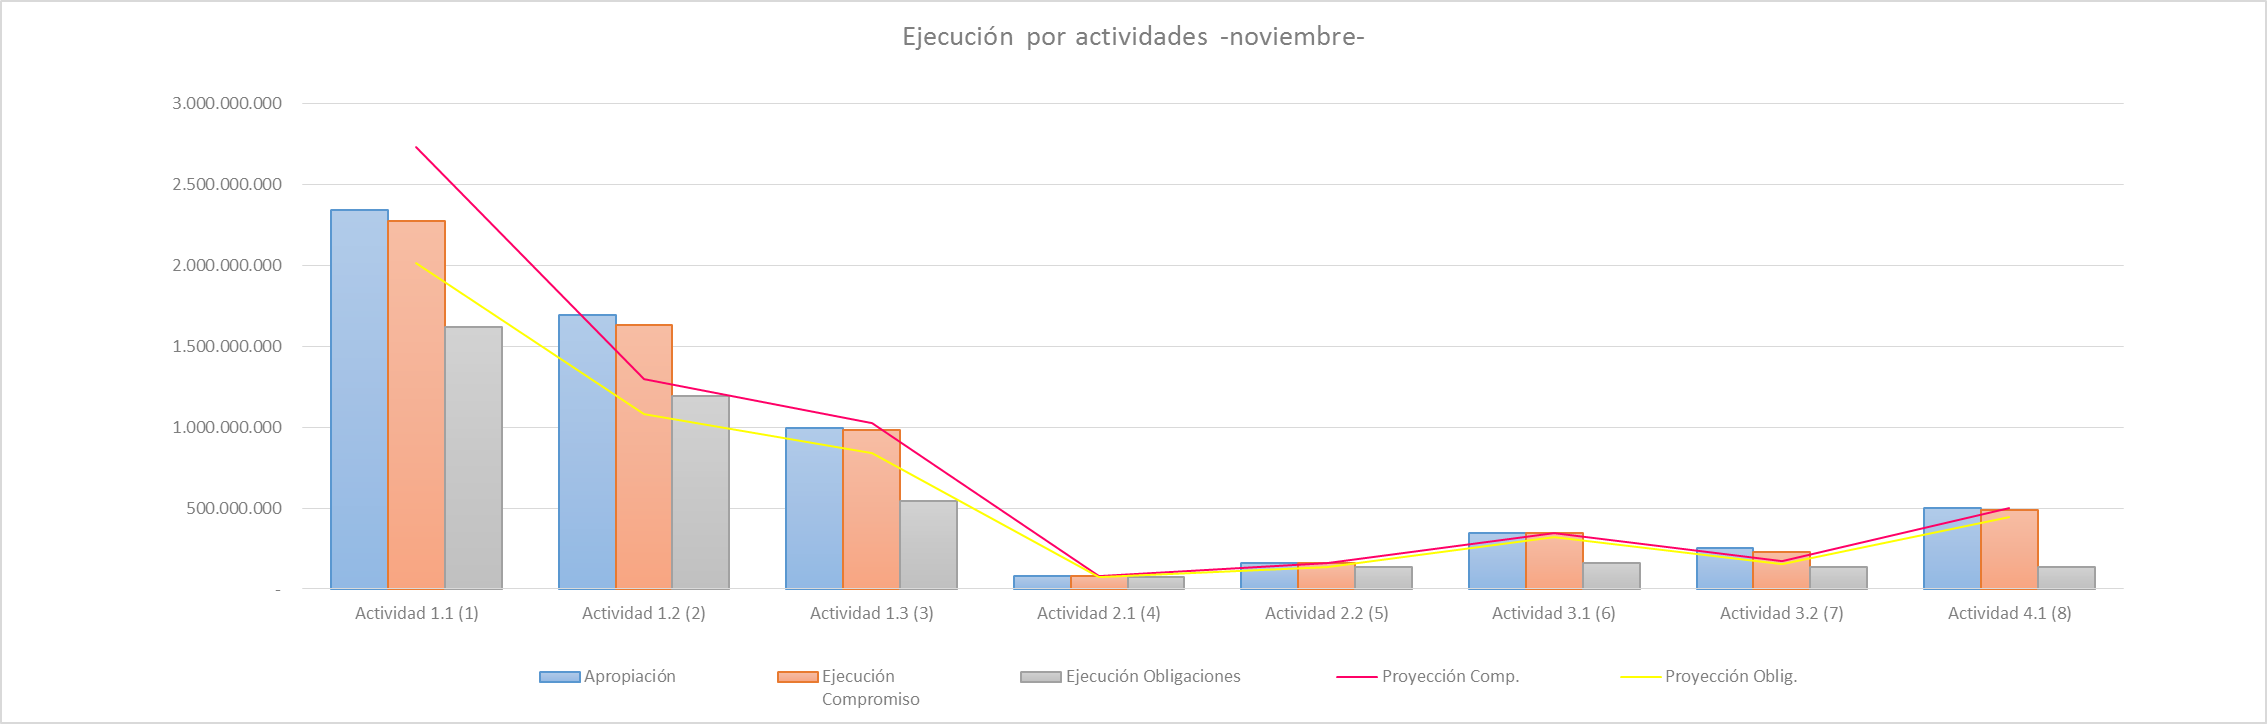 Ejecución por actividades -noviembre-
3.000.000.000
2.500.000.000
2.000.000.000
1.500.000.000
1.000.000.000
500.000.000
-
Actividad 1.1 (1)
Actividad 1.2 (2)
Actividad 1.3 (3)
Actividad 2.1 (4)
Actividad 2.2 (5)
Actividad 3.1 (6)
Actividad 3.2 (7)
Actividad 4.1 (8)
Apropiación
Ejecución
Compromiso
Ejecución Obligaciones
Proyección Comp.
Proyección Oblig.